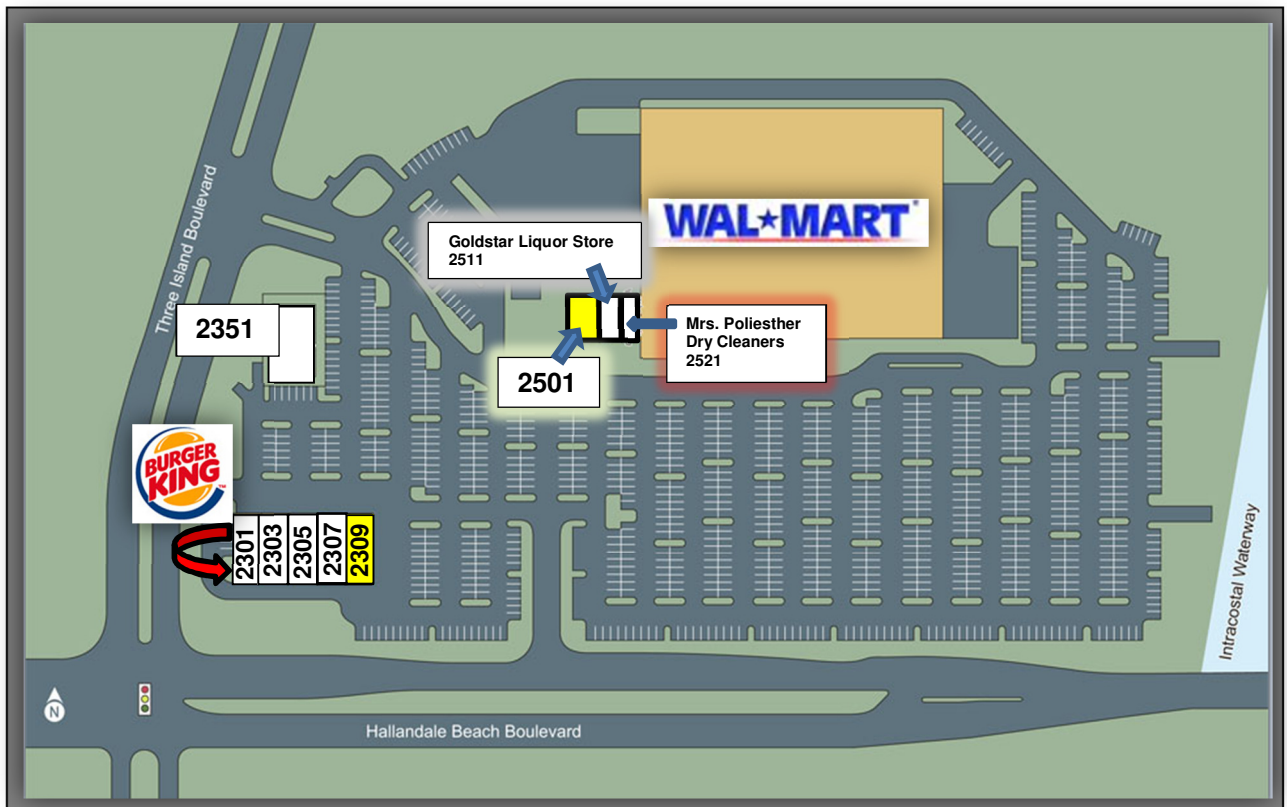 Three Island Boulevard
WAL★MART
Goldstar Liquor Store
2511
2351
Mrs. Poliesther
Dry Cleaners
2521
2501
BURGER
KING
TM
2301
2303
2305
2307
2309
Intracostal Waterway
N
Hallandale Beach Boulevard